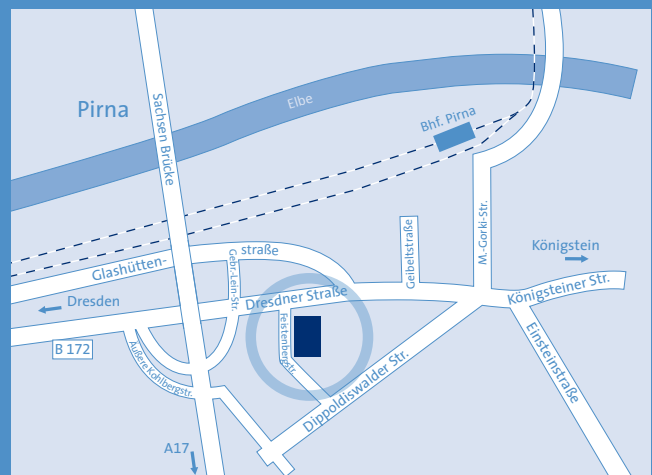 Pirna
Sachsen Brücke
Elbe
Bhf. Pirna
M.-Gorki-Str.
Geibeltstraße
Königstein
Glashütten-
straße
Gebr.-Lein-Str.
Dresdner Straße
Königsteiner Str.
Dresden
B 172
Äußere Kohlbergstr.
Feistenbergstr.
Dippoldiswalder Str.
Einsteinstraße
A17